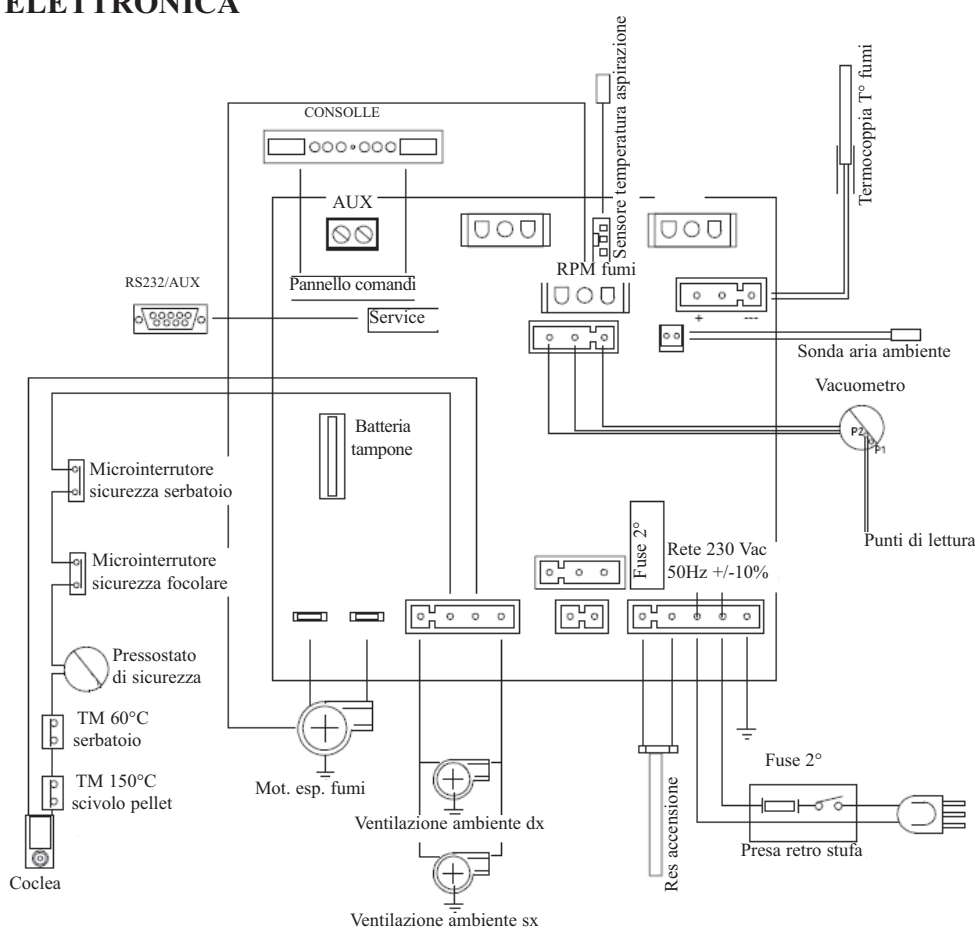 ELETTRONICA
CONSOLLE
Sensore temperatura aspirazione
Termocoppia T° fumi
AUX
RS232/AUX
Pannello comandi
RPM fumi
Service
+
---
Sonda aria ambiente
Vacuometro
P2
P1
Batteria
tampone
Microinterrutore
sicurezza serbatoio
Punti di lettura
Fuse 2°
Rete 230 Vac
50Hz +/-10%
Microinterrutore
sicurezza focolare
Pressostato
di sicurezza
TM 60°C
serbatoio
Fuse 2°
TM 150°C
scivolo pellet
Mot. esp. fumi
Ventilazione ambiente dx
Res accensione
Presa retro stufa
Coclea
Ventilazione ambiente sx